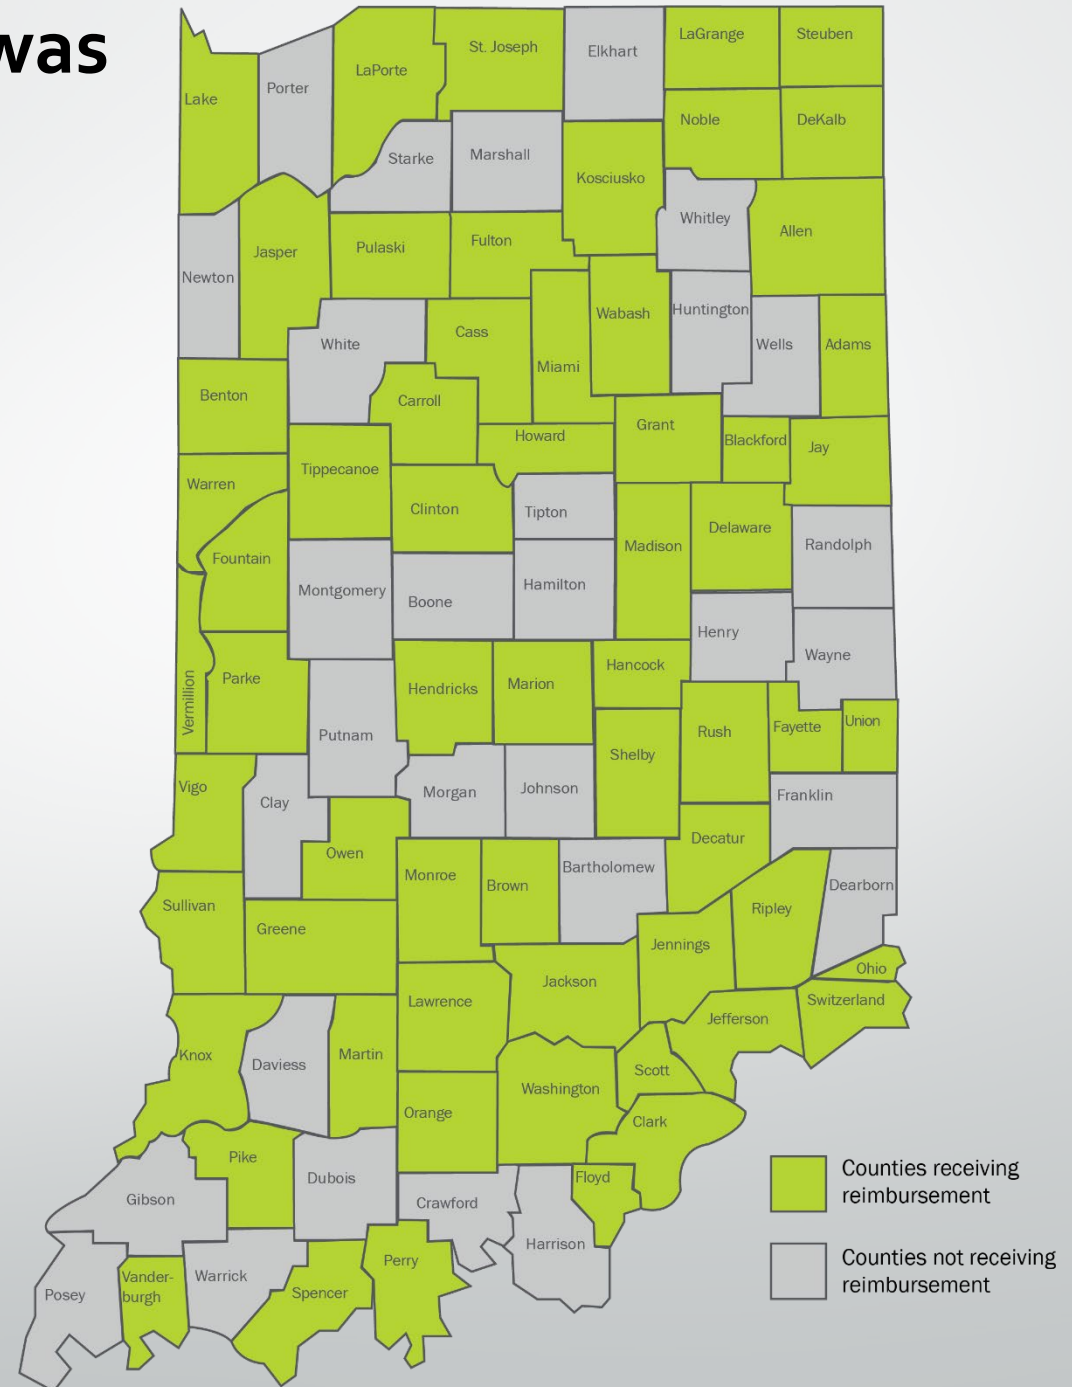 was
St. Joseph
Elkhart
LaGrange
Steuben
LaPorte
Porter
Lake
Noble
DeKalb
Starke
Marshall
Kosciusko
Whitley
Allen
Jasper
Pulaski
Fulton
Newton
White
Cass
Miami
Wabash
Huntington
Wells
Adams
Benton
Carroll
Howard
Grant
Blackford
Jay
Warren
Tippecanoe
Clinton
Tipton
Madison
Delaware
Randolph
Fountain
Montgomery
Boone
Hamilton
Henry
Wayne
Vermillion
Parke
Hendricks
Marion
Hancock
Putnam
Shelby
Rush
Fayette
Union
Vigo
Clay
Morgan
Johnson
Franklin
Owen
Decatur
Monroe
Brown
Bartholomew
Dearborn
Sullivan
Greene
Jennings
Ripley
Ohio
Lawrence
Jackson
Switzerland
Jefferson
Knox
Daviess
Martin
Scott
Washington
Orange
Clark
Pike
Dubois
Floyd
Gibson
Crawford
Harrison
Posey
Vander-
burgh
Warrick
Spencer
Perry
Counties receiving
reimbursement
Counties not receiving
reimbursement